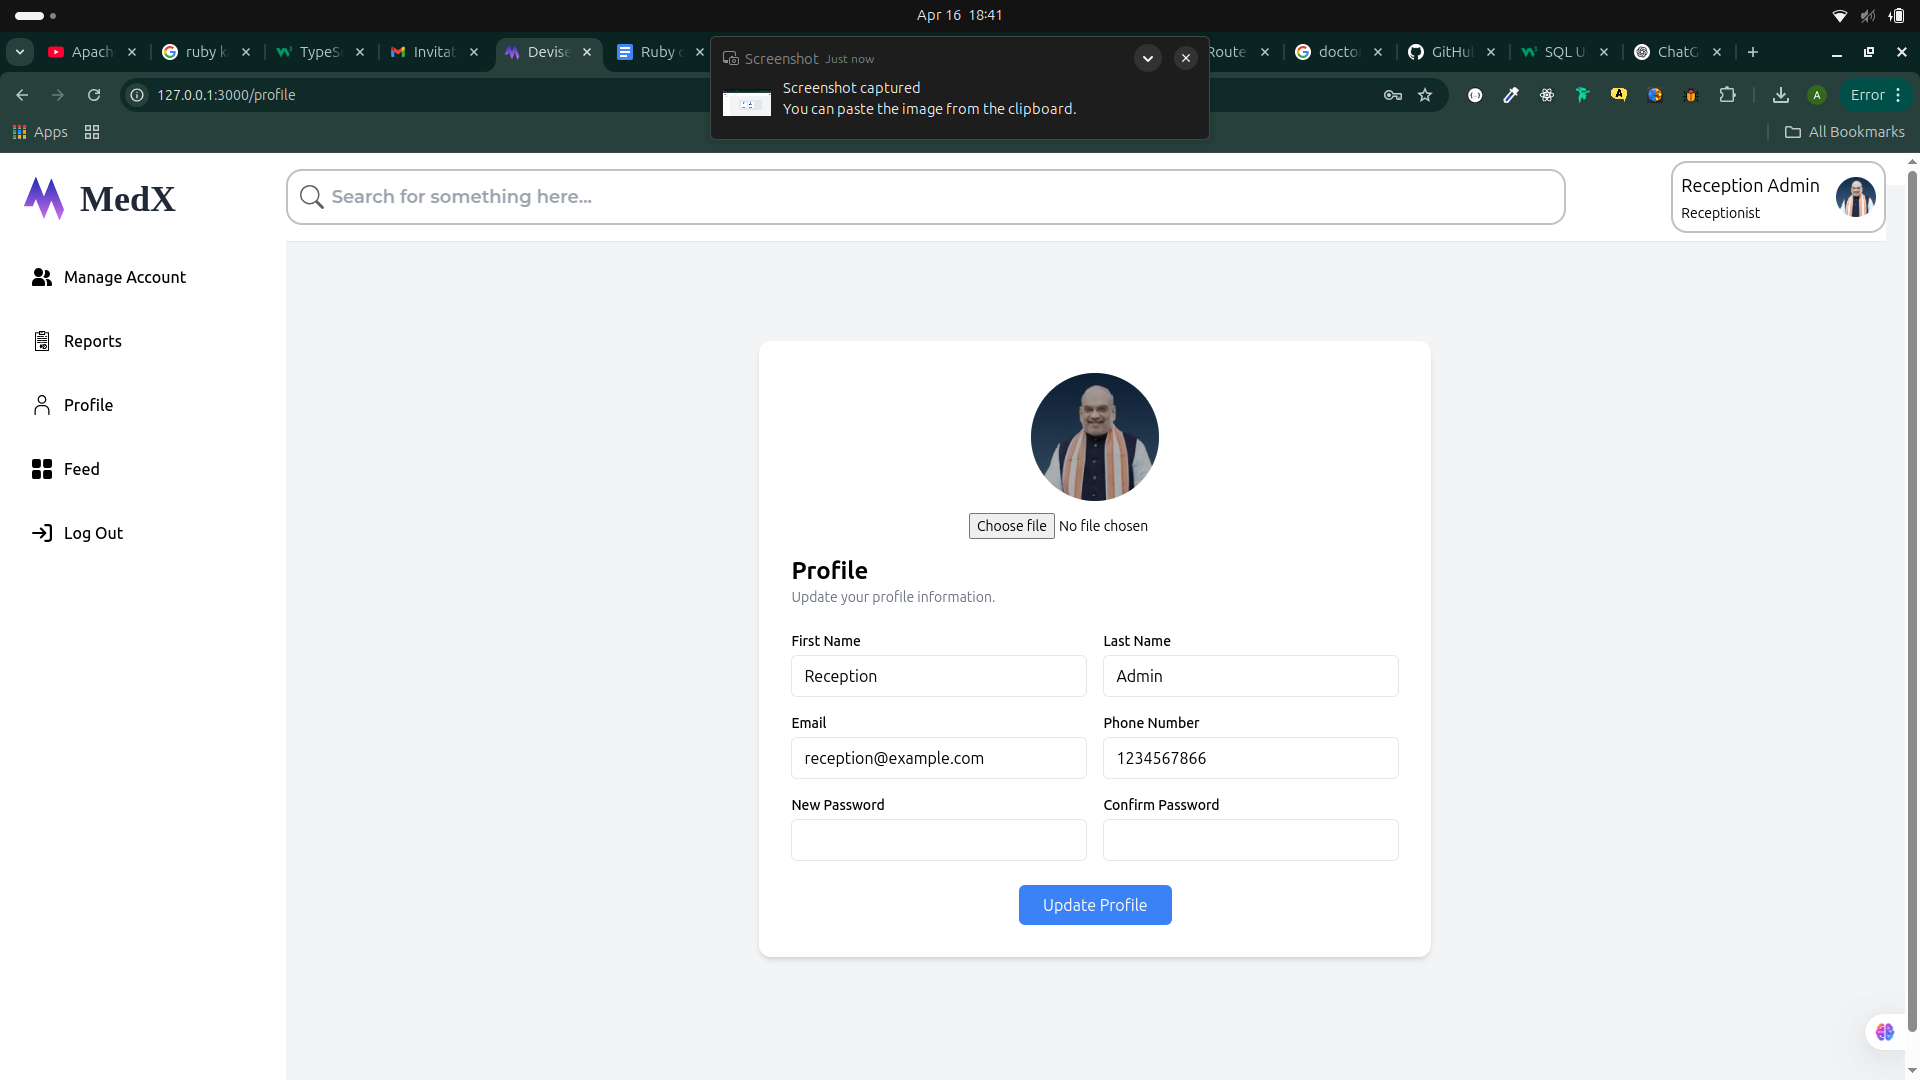 Apr 16 18:41
Apach
ruby k
TypeS
Invitat
Devise
Ruby o
Route
docto
GitHu
SQL U
ChatG
Screenshot Just now
Screenshot captured
You can paste the image from the clipboard.
127.0.0.1:3000/profile
A
Error
Apps
All Bookmarks
MedX
Search for something here...
Reception Admin
Receptionist
Manage Account
Reports
Profile
Feed
Log Out
Choose file No file chosen
Profile
Update your profile information.
First Name Last Name
Reception Admin
Email Phone Number
reception@example.com 1234567866
New Password Confirm Password
Update Profile